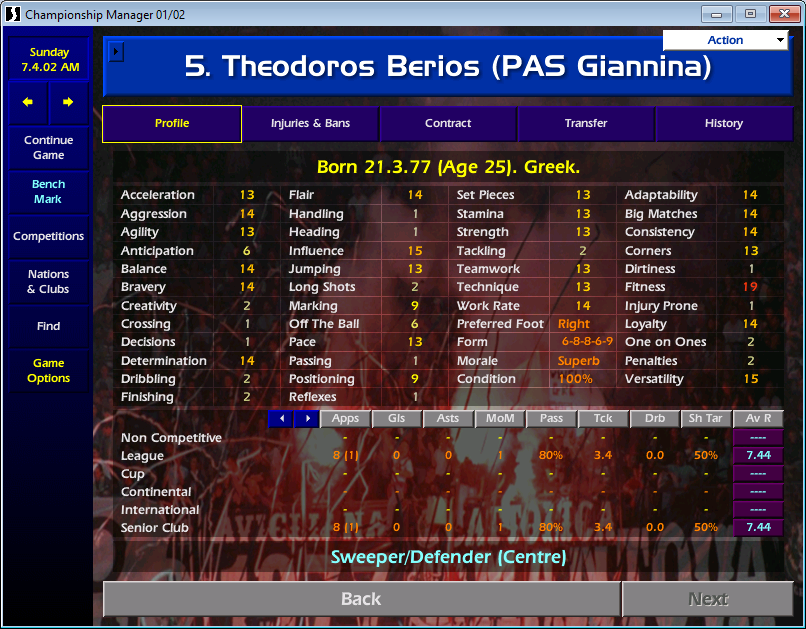 Championship Manager 01/02
Action
Sunday
7.4.02 AM
Continue
Game
Bench
Mark
Competitions
Nations
& Clubs
Find
Game
Options
5. Theodoros Berios (PAS Giannina)
Profile Injuries & Bans Contract Transfer History
Born 21.3.77 (Age 25). Greek.
Acceleration 13 Flair 14 Set Pieces 13 Adaptability 14
Aggression 14 Handling 1 Stamina 13 Big Matches 14
Agility 13 Heading 1 Strength 13 Consistency 14
Anticipation 6 Influence 15 Tackling 2 Corners 13
Balance 14 Jumping 13 Teamwork 13 Dirtiness 1
Bravery 14 Long Shots 2 Technique 13 Fitness 19
Creativity 2 Marking 9 Work Rate 14 Injury Prone 1
Crossing 1 Off The Ball 6 Preferred Foot Right Loyalty 14
Decisions 1 Pace 13 Form 6-8-8-6-9 One on Ones 2
Determination 14 Passing 1 Morale Superb Penalties 2
Dribbling 2 Positioning 9 Condition 100% Versatility 15
Finishing 2 Reflexes 1
Apps Gls Asts MoM Pass Tck Drb Sh Tar Av R
Non Competitive - - - - - - - - ----
League 8 (1) 0 0 1 80% 3.4 0.0 50% 7.44
Cup - - - - - - - - ----
Continental - - - - - - - - ----
International - - - - - - - - ----
Senior Club 8 (1) 0 0 1 80% 3.4 0.0 50% 7.44
Sweeper/Defender (Centre)
Back Next